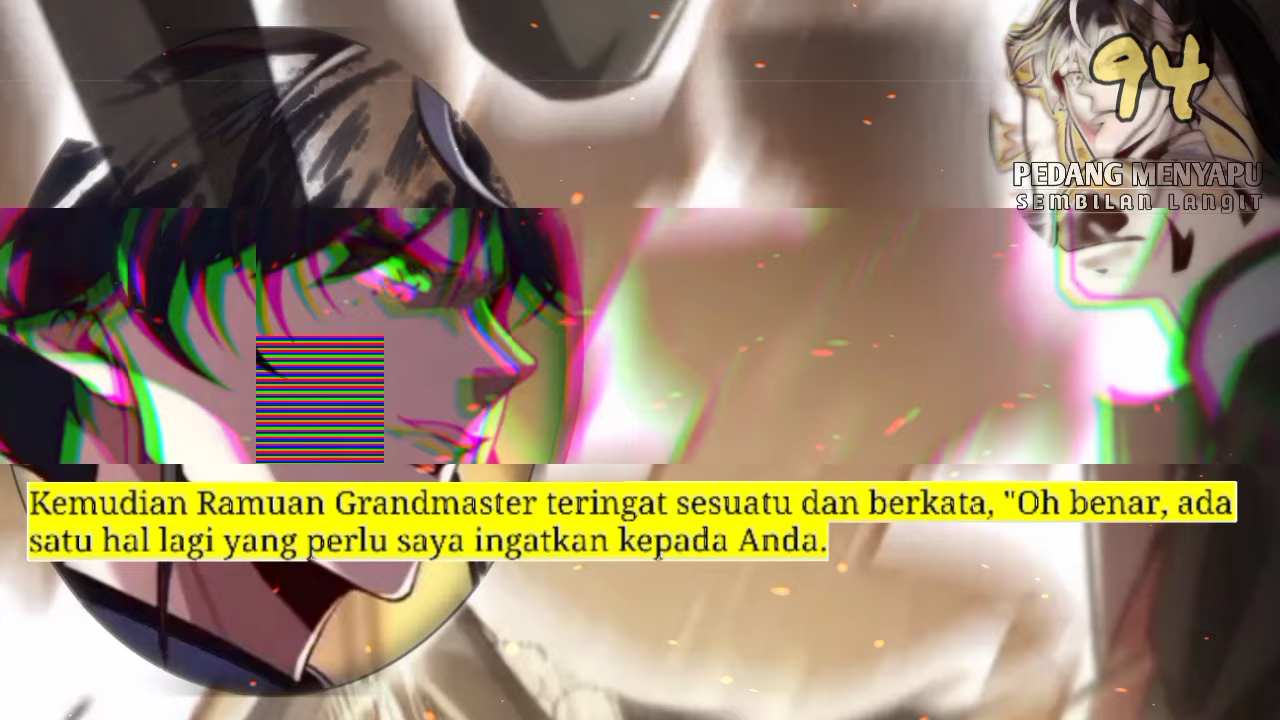 94
PEDANG MENYAPU
SEMBILAN LANGIT
Kemudian Ramuan Grandmaster teringat sesuatu dan berkata, "Oh benar, ada
satu hal lagi yang perlu saya ingatkan kepada Anda.